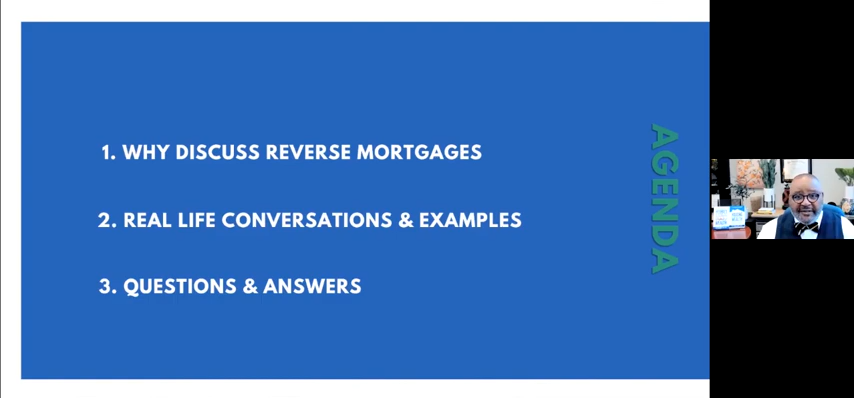 1. WHY DISCUSS REVERSE MORTGAGES
2. REAL LIFE CONVERSATIONS & EXAMPLES
3. QUESTIONS & ANSWERS
AGENDA